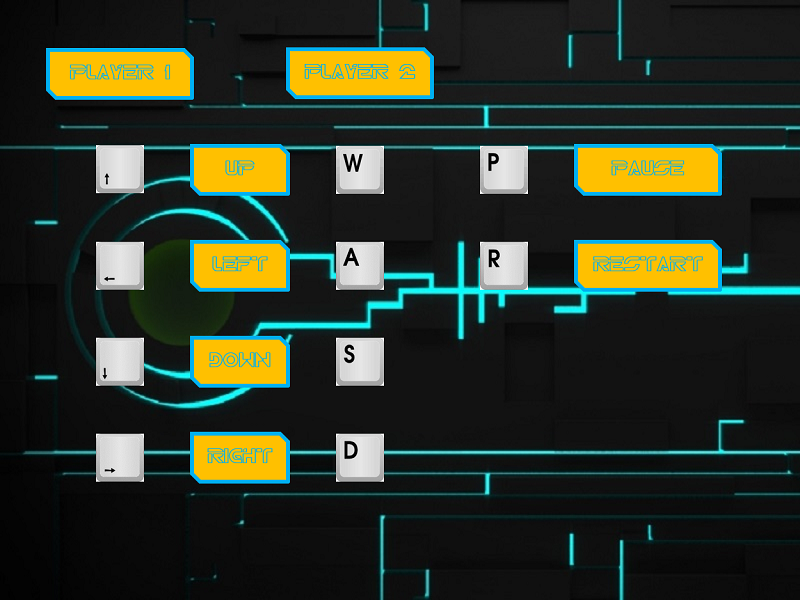 PLAYER 1 PLAYER 2
↑ UP W P PAUSE
← LEFT A R RESTART
↓ DOWN S
→ RIGHT D